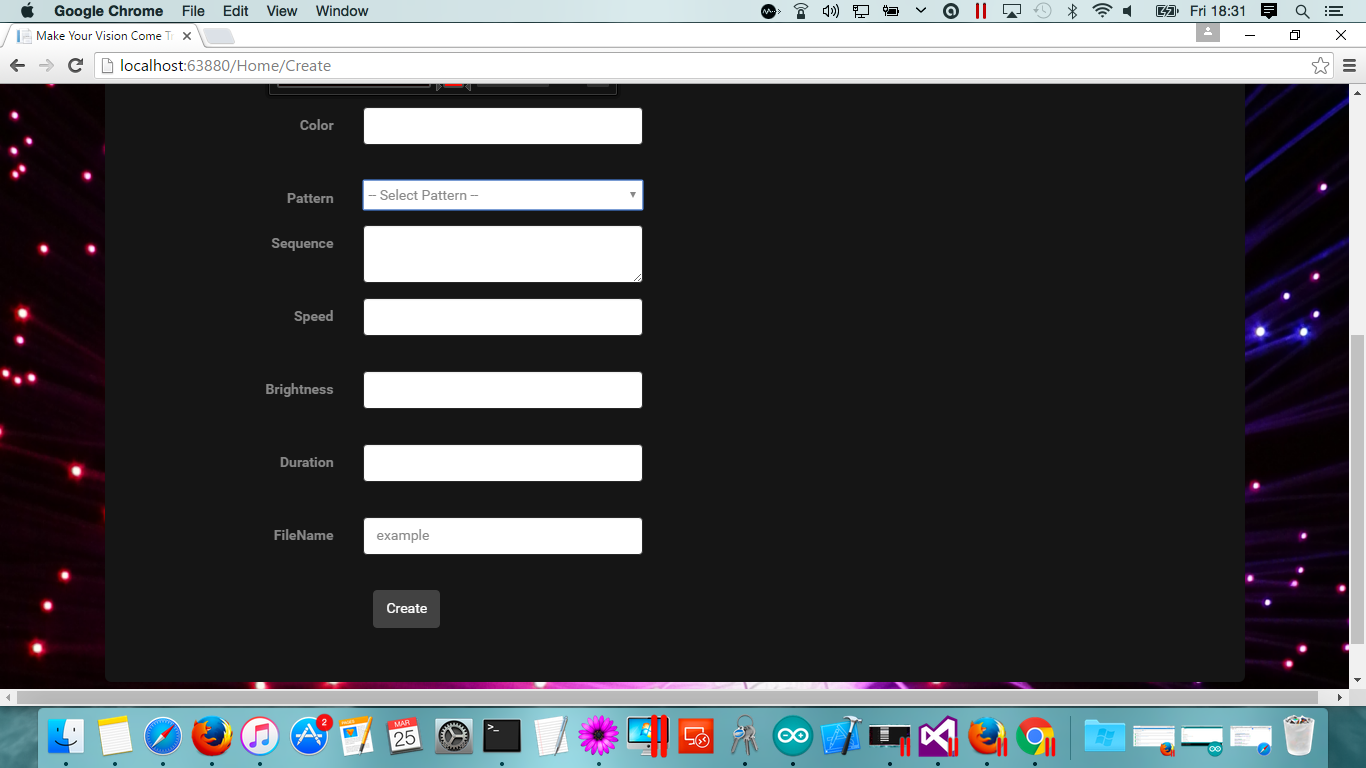 Google Chrome File Edit View Window Fri 18:31
Make Your Vision Come T
localhost:63880/Home/Create
Color
Pattern
-- Select Pattern --
Sequence
Speed
Brightness
Duration
FileName
example
Create
2
PAGES
MAR
25
>_